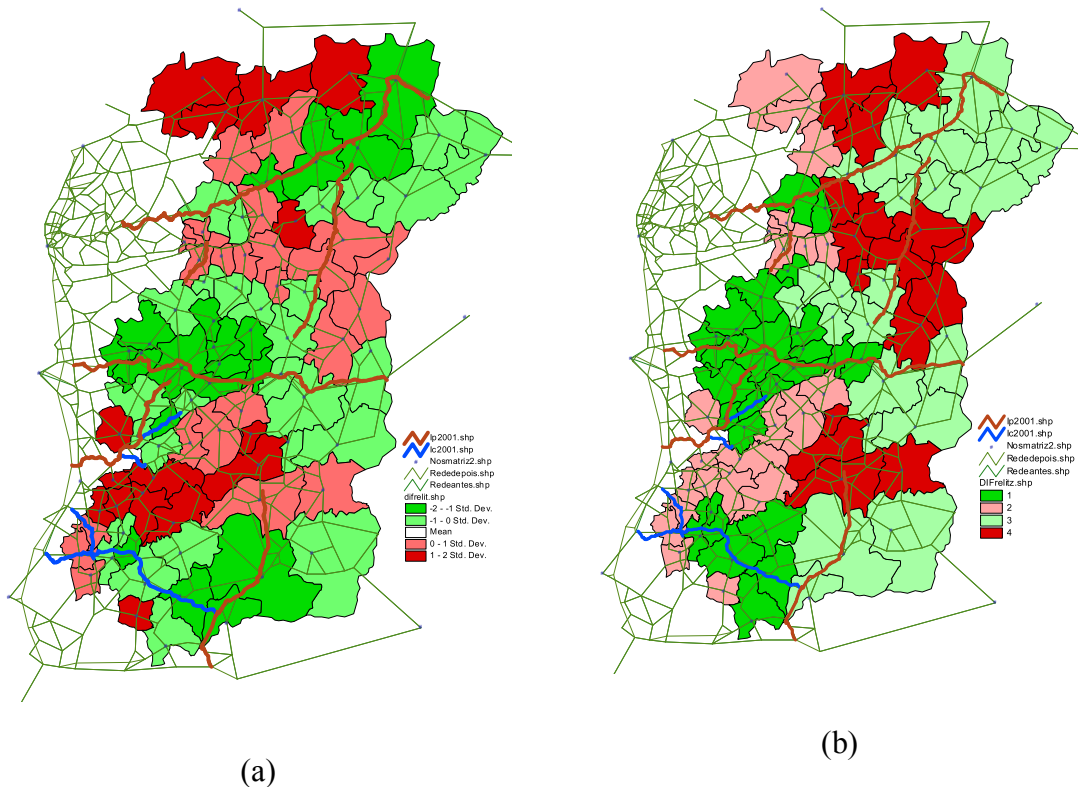 lp2001.shp
lc2001.shp
Nosmatriz2.shp
Rededepois.shp
Redeantes.shp
difrelit.shp
-2 - -1 Std. Dev.
-1 - 0 Std. Dev.
Mean
0 - 1 Std. Dev.
1 - 2 Std. Dev.
(a)
lp2001.shp
lc2001.shp
Nosmatriz2.shp
Rededepois.shp
Redeantes.shp
DIFrelitz.shp
1
2
3
4
(b)